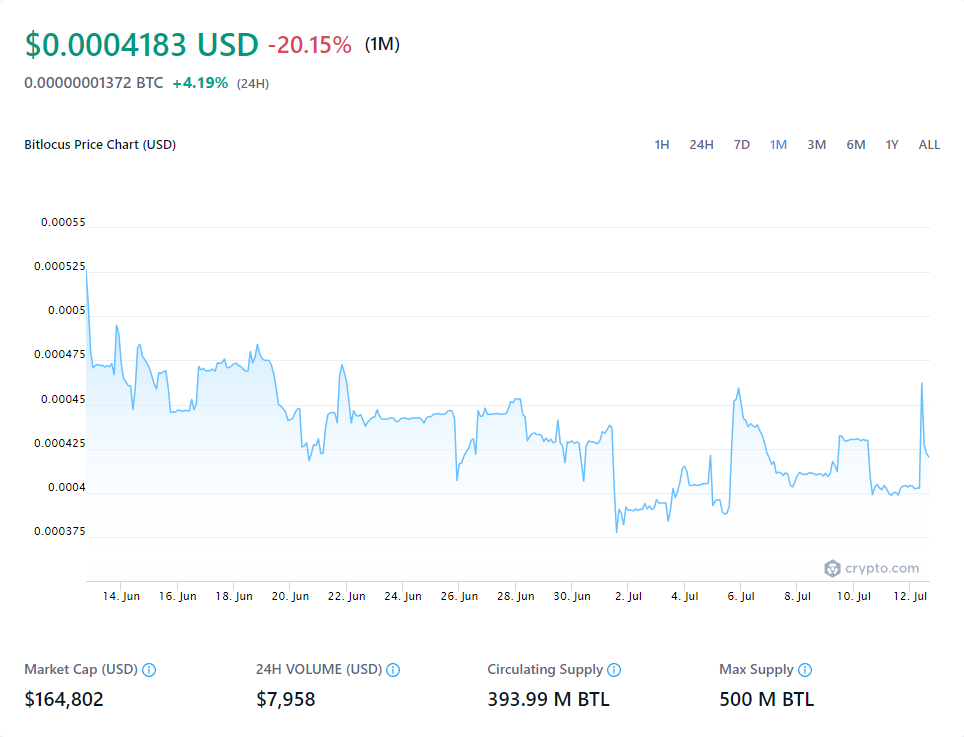 $0.0004183 USD -20.15% (1M)
0.00000001372 BTC +4.19% (24H)
Bitlocus Price Chart (USD) 1H 24H 7D 1M 3M 6M 1Y ALL
0.00055
0.000525
0.0005
0.000475
0.00045
0.000425
0.0004
0.000375
crypto.com
14. Jun 16. Jun 18. Jun 20. Jun 22. Jun 24. Jun 26. Jun 28. Jun 30. Jun 2. Jul 4. Jul 6. Jul 8. Jul 10. Jul 12. Jul
Market Cap (USD) 24H VOLUME (USD) Circulating Supply Max Supply
$164,802 $7,958 393.99 M BTL 500 M BTL